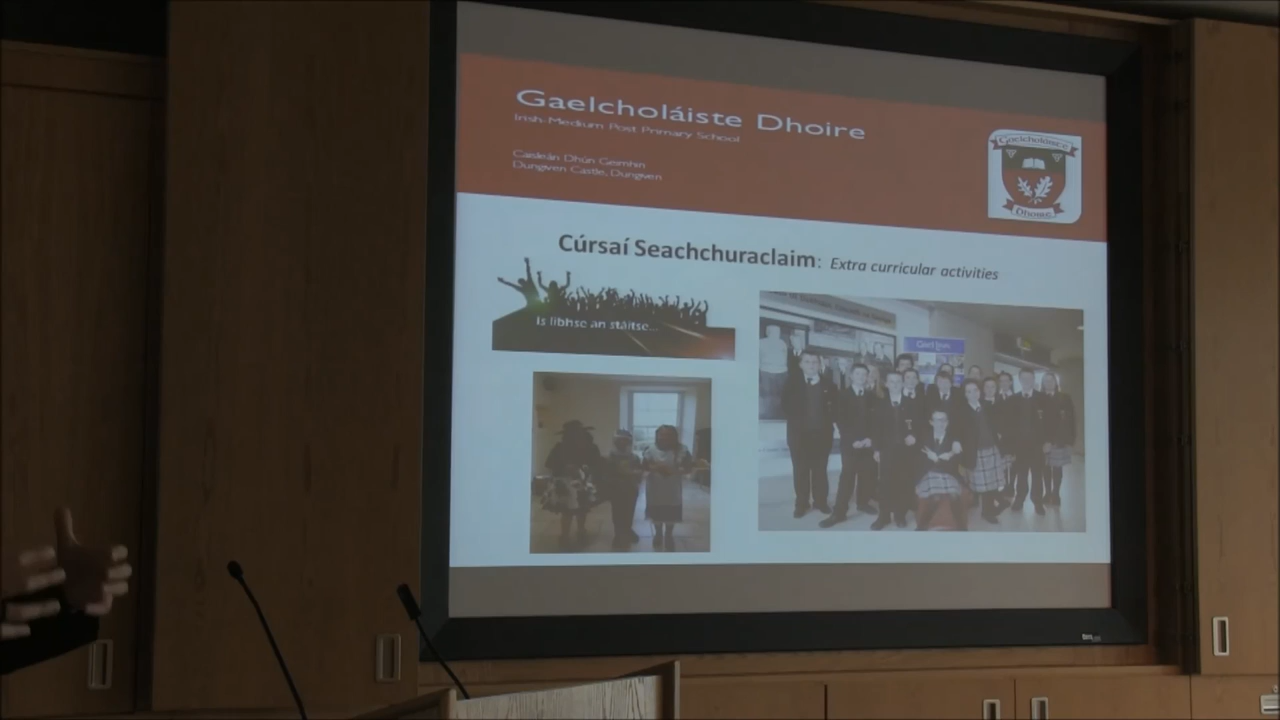 Gaelcholáiste Dhoire
Irish-Medium Post Primary School
Caisleán Dhún Geimhin
Dungiven Castle, Dungiven
Gaelcholáiste
Dhoire
Cúrsaí Seachchuraclaim: Extra curricular activities
Is libhse an stáitse...